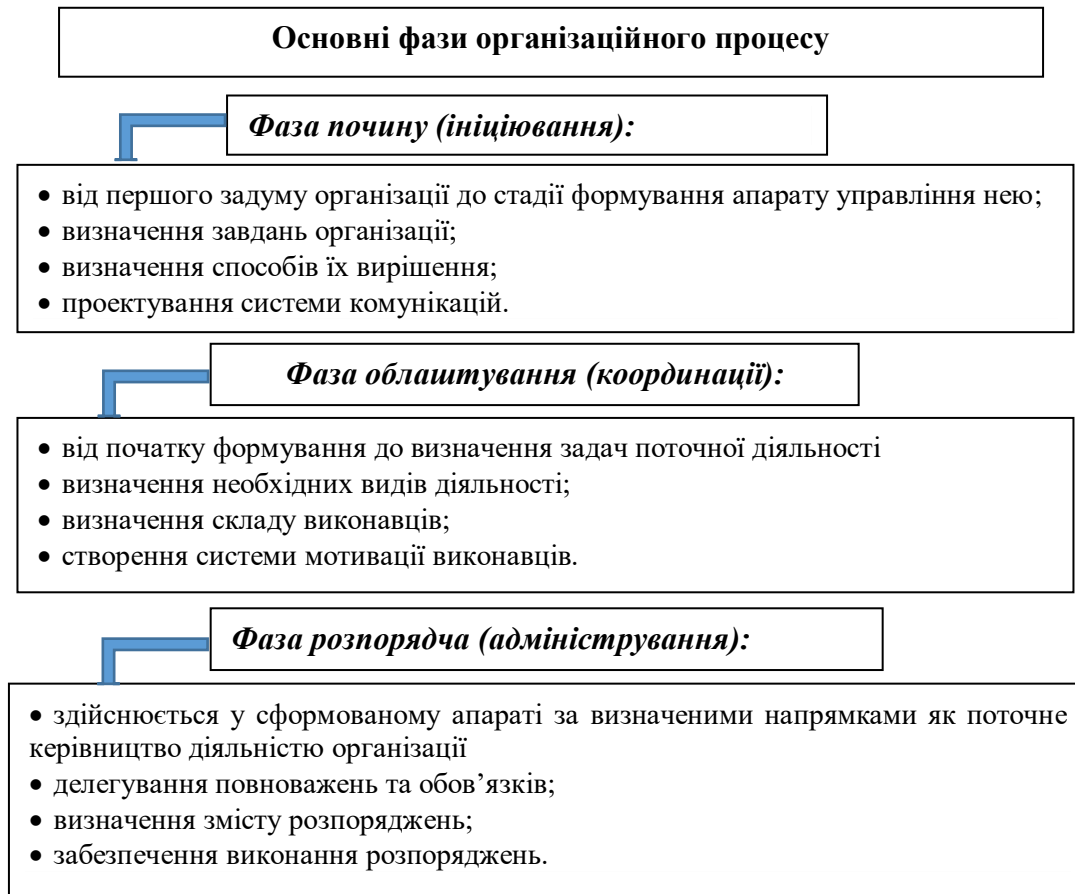 Основні фази організаційного процесу
Фаза почину (ініціювання):
• від першого задуму організації до стадії формування апарату управління нею;
• визначення завдань організації;
• визначення способів їх вирішення;
• проектування системи комунікацій.
Фаза облаштування (координації):
• від початку формування до визначення задач поточної діяльності
• визначення необхідних видів діяльності;
• визначення складу виконавців;
• створення системи мотивації виконавців.
Фаза розпорядча (адміністрування):
• здійснюється у сформованому апараті за визначеними напрямками як поточне
керівництво діяльністю організації
• делегування повноважень та обов’язків;
• визначення змісту розпоряджень;
• забезпечення виконання розпоряджень.